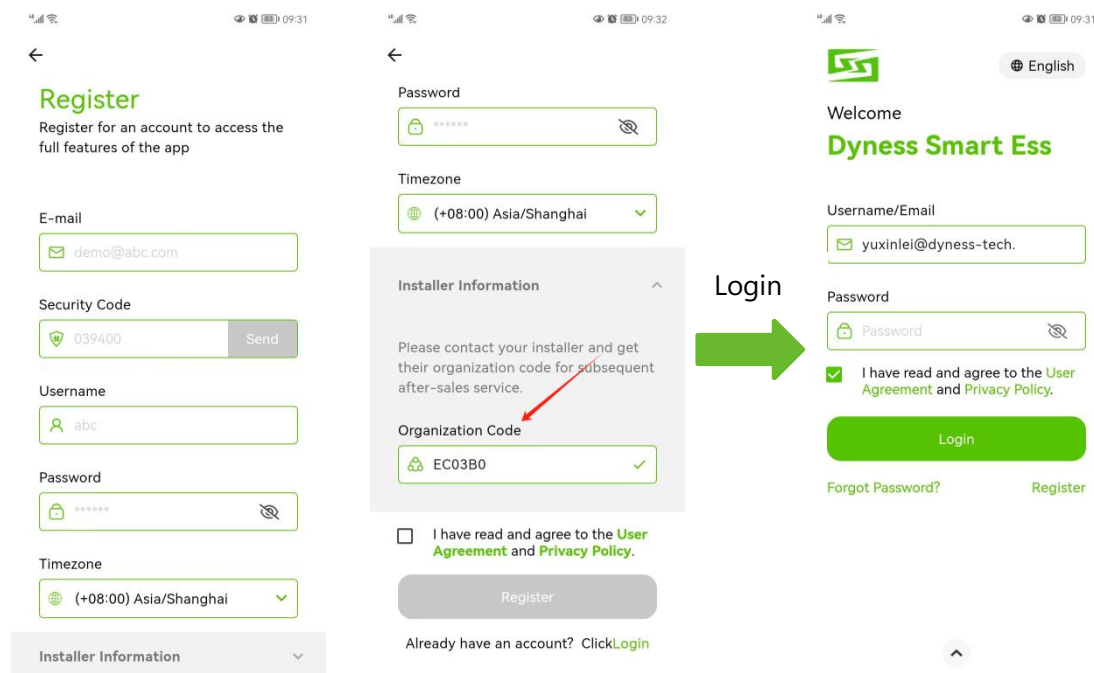 09:31
Register
Register for an account to access the
full features of the app
E-mail
demo@abc.com
Security Code
039400
Send
Username
abc
Password
******
Timezone
(+08:00) Asia/Shanghai
Installer Information
09:32
Password
******
Timezone
(+08:00) Asia/Shanghai
Installer Information
Please contact your installer and get
their organization code for subsequent
after-sales service.
Organization Code
EC03B0
I have read and agree to the User
Agreement and Privacy Policy.
Register
Already have an account? ClickLogin
Login
09:31
English
Welcome
Dyness Smart Ess
Username/Email
yuxinlei@dyness-tech.
Password
Password
I have read and agree to the User
Agreement and Privacy Policy.
Login
Forgot Password? Register